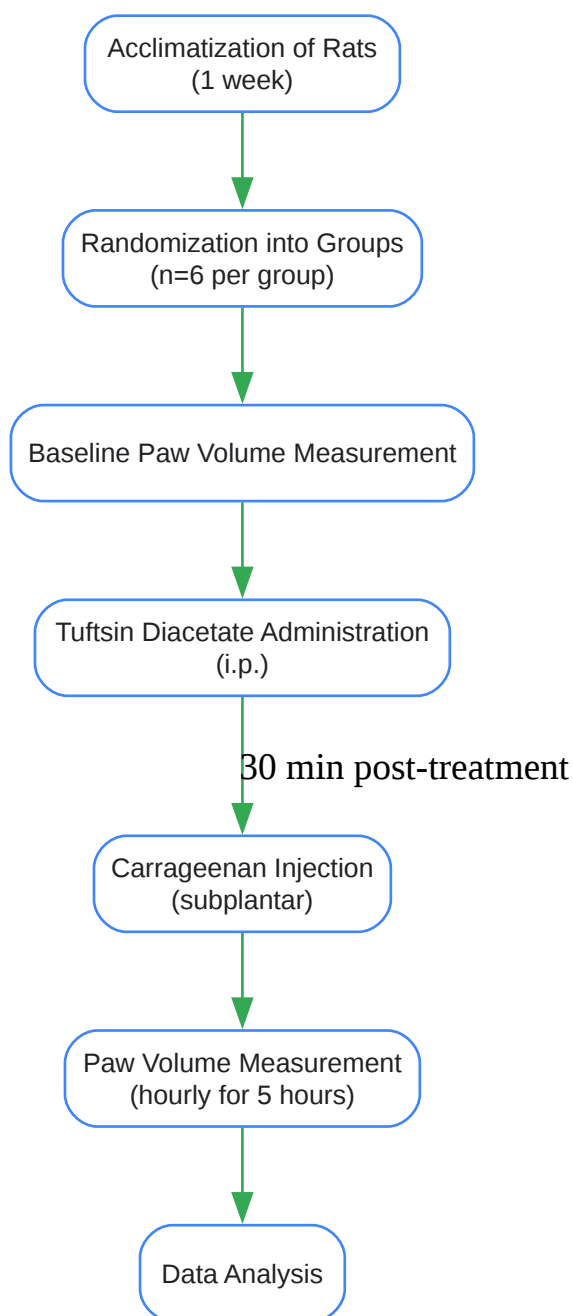 Acclimatization of Rats
(1 week)
Randomization into Groups
(n=6 per group)
Baseline Paw Volume Measurement
Tuftsin Diacetate Administration
(i.p.)
30 min post-treatment
Carrageenan Injection
(subplantar)
Paw Volume Measurement
(hourly for 5 hours)
Data Analysis